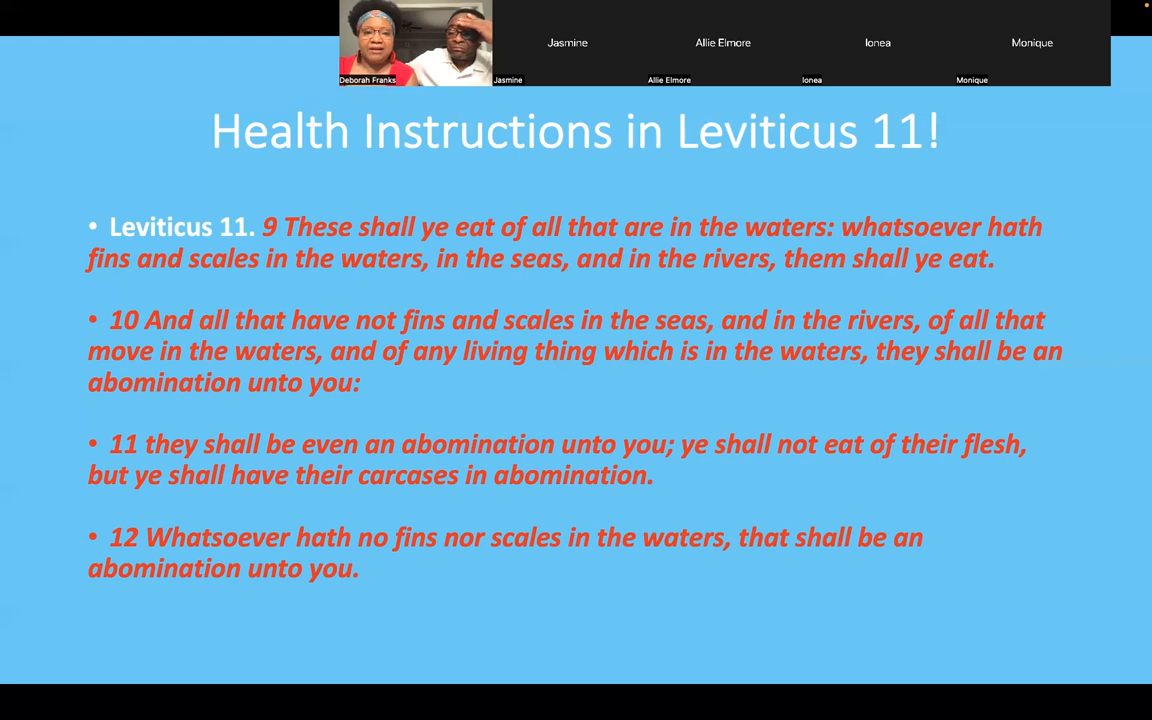 Jasmine
Allie Elmore
Ionea
Monique
Deborah Franks
Jasmine
Allie Elmore
Ionea
Monique
Health Instructions in Leviticus 11!
• Leviticus 11. 9 These shall ye eat of all that are in the waters: whatsoever hath
fins and scales in the waters, in the seas, and in the rivers, them shall ye eat.
• 10 And all that have not fins and scales in the seas, and in the rivers, of all that
move in the waters, and of any living thing which is in the waters, they shall be an
abomination unto you:
• 11 they shall be even an abomination unto you; ye shall not eat of their flesh,
but ye shall have their carcases in abomination.
• 12 Whatsoever hath no fins nor scales in the waters, that shall be an
abomination unto you.